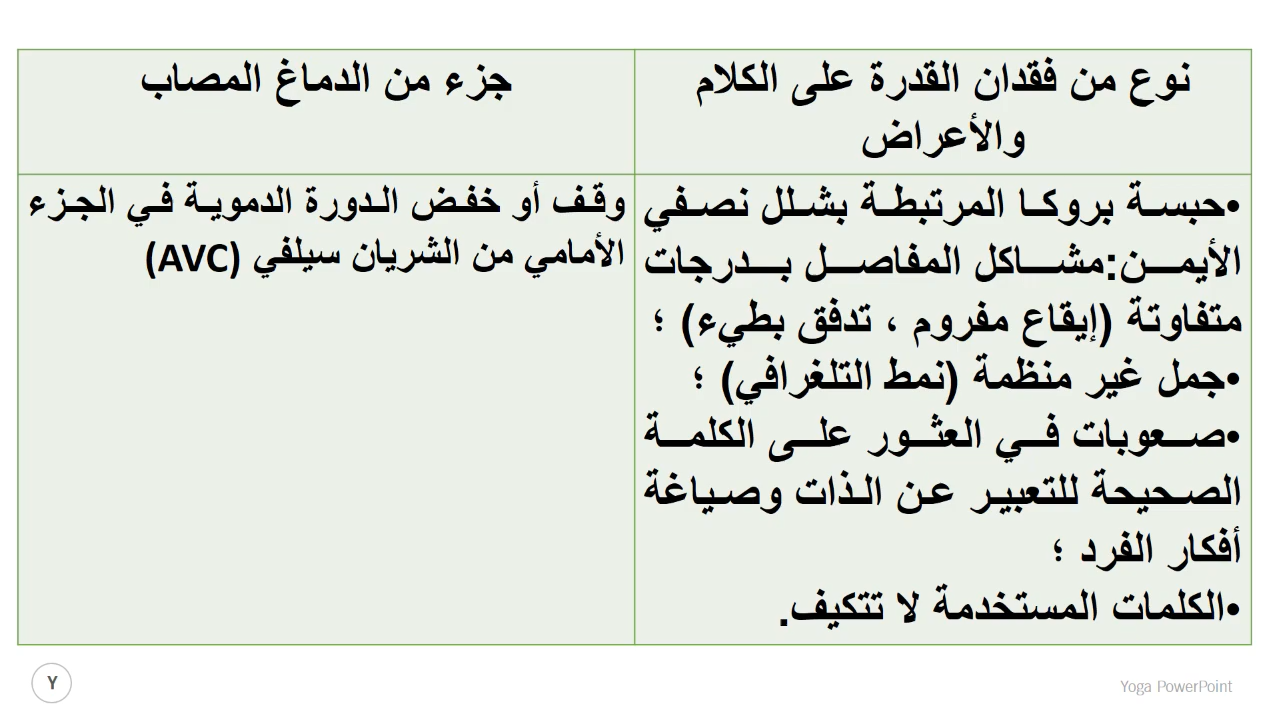 نوع من فقدان القدرة على الكلام
والأعراض
جزء من الدماغ المصاب
•حبسة بروكا المرتبطة بشلل نصفي
الأيمن:مشاكل المفاصل بدرجات
متفاوتة (إيقاع مفروم ، تدفق بطيء) ؛
•جمل غير منظمة (نمط التلغرافي) ؛
•صعوبات في العثور على الكلمة
الصحيحة للتعبير عن الذات وصياغة
أفكار الفرد ؛
•الكلمات المستخدمة لا تتكيف.
وقف أو خفض الدورة الدموية في الجزء
الأمامي من الشريان سيلفي (AVC)
Y
Yoga PowerPoint